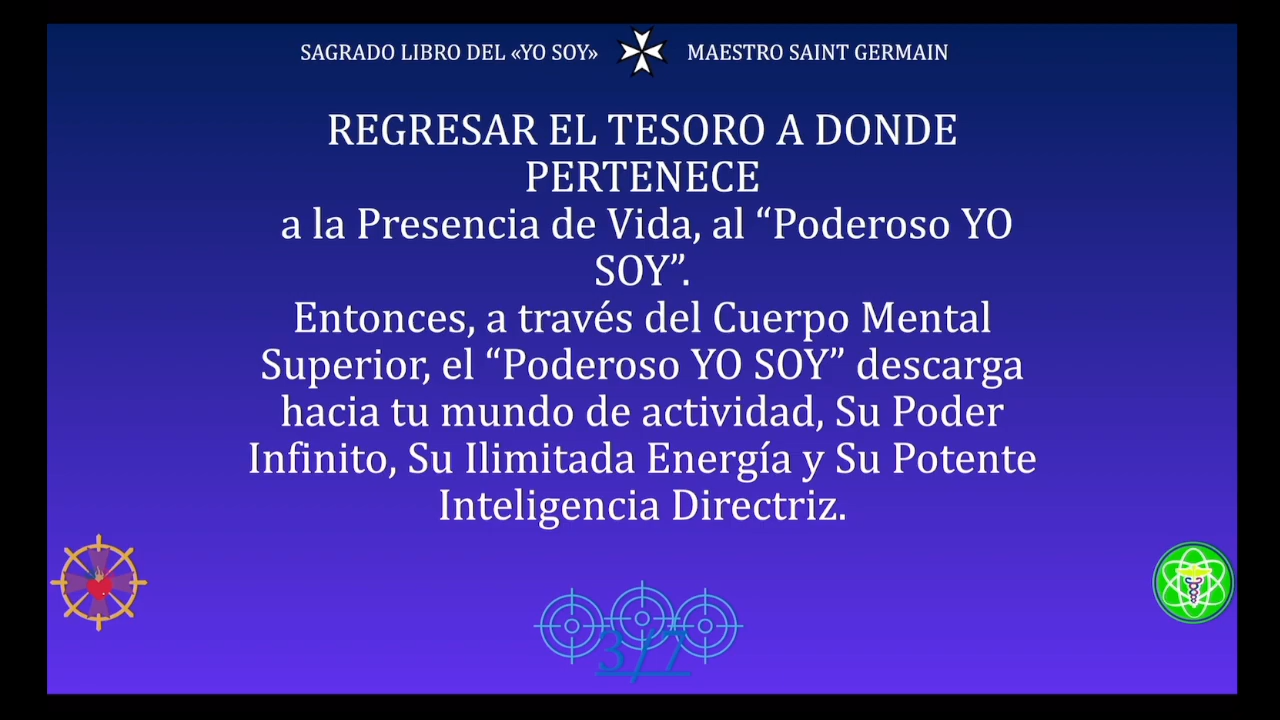 SAGRADO LIBRO DEL «YO SOY» MAESTRO SAINT GERMAIN
REGRESAR EL TESORO A DONDE
PERTENECE
a la Presencia de Vida, al “Poderoso YO
SOY”.
Entonces, a través del Cuerpo Mental
Superior, el “Poderoso YO SOY” descarga
hacia tu mundo de actividad, Su Poder
Infinito, Su Ilimitada Energía y Su Potente
Inteligencia Directriz.
3/7